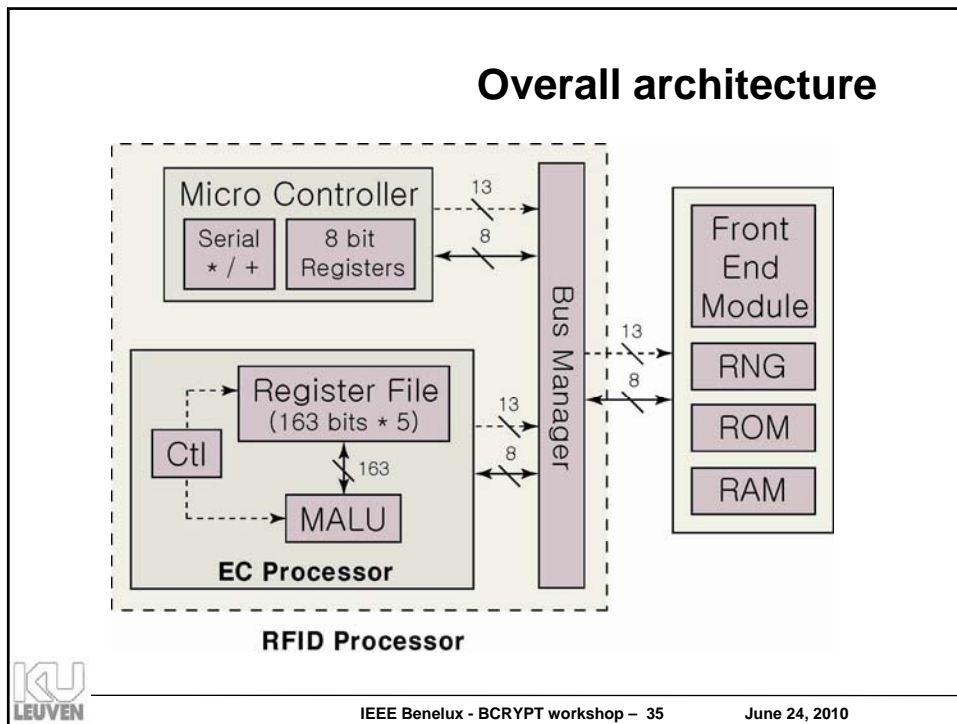 Overall architecture
Micro Controller
Serial
* / +
8 bit
Registers
13
8
Bus Manager
Front
End
Module
13
8
RNG
ROM
RAM
Register File
(163 bits * 5)
Ctl
163
MALU
13
8
EC Processor
RFID Processor
KU
LEUVEN
IEEE Benelux - BCRYPT workshop – 35 June 24, 2010